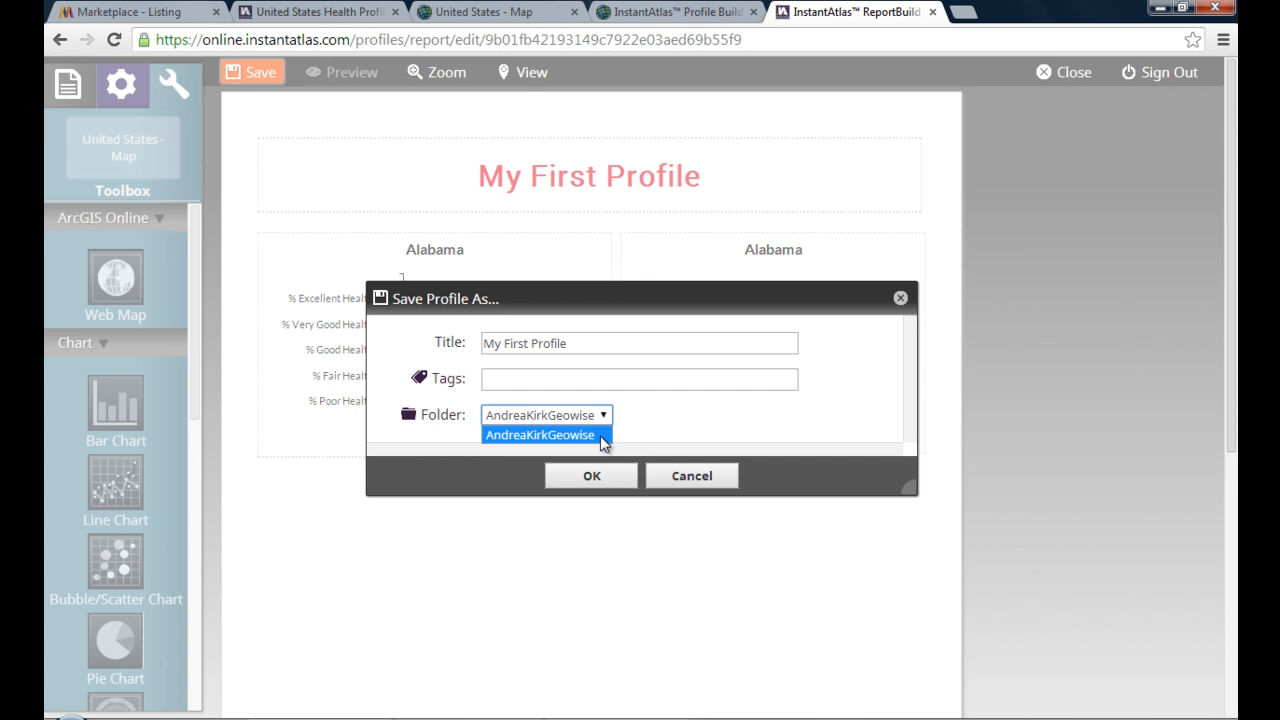 Marketplace - Listing
United States Health Profi
United States - Map
InstantAtlas™ Profile Build
InstantAtlas™ ReportBuild
https://online.instantatlas.com/profiles/report/edit/9b01fb42193149c7922e03aed69b55f9
Save
Preview
Zoom
View
Close
Sign Out
United States -
Map
Toolbox
ArcGIS Online
Web Map
Chart
Bar Chart
Line Chart
Bubble/Scatter Chart
Pie Chart
My First Profile
Alabama
Alabama
% Excellent Healt
% Very Good Healt
% Good Healt
% Fair Healt
% Poor Healt
Save Profile As...
Title:
My First Profile
Tags:
Folder:
AndreaKirkGeowise
AndreaKirkGeowise
OK
Cancel